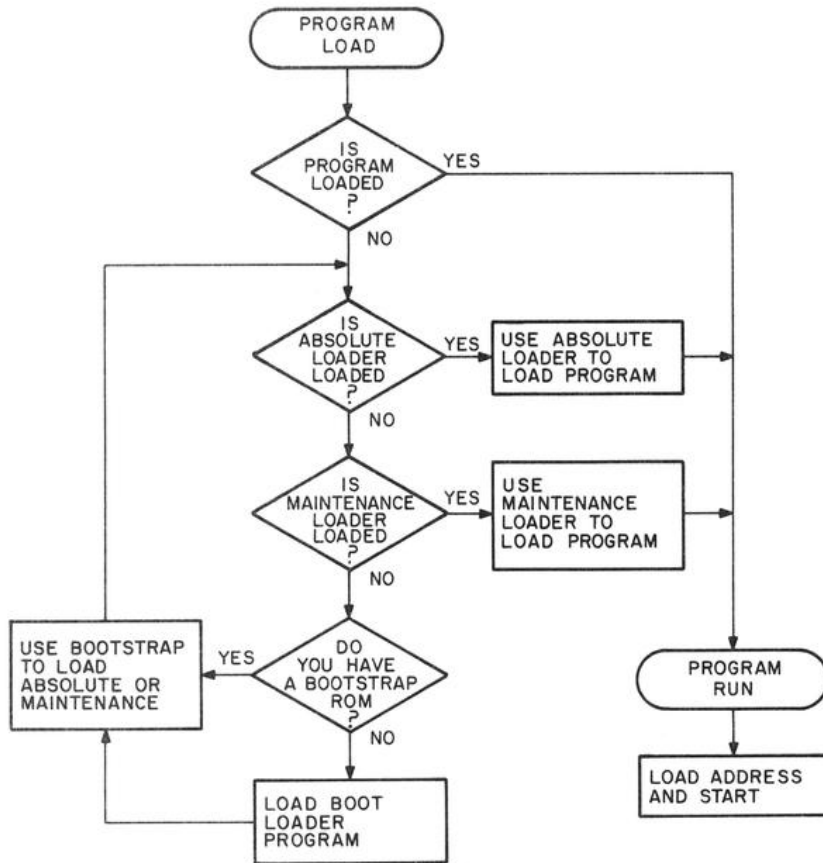 PROGRAM
LOAD
IS
PROGRAM
LOADED
?
YES
NO
IS
ABSOLUTE
LOADER
LOADED
?
YES
USE ABSOLUTE
LOADER TO
LOAD PROGRAM
NO
IS
MAINTENANCE
LOADER
LOADED
?
YES
USE
MAINTENANCE
LOADER TO
LOAD PROGRAM
NO
DO
YOU HAVE
A BOOTSTRAP
ROM
?
YES
USE BOOTSTRAP
TO LOAD
ABSOLUTE OR
MAINTENANCE
NO
LOAD BOOT
LOADER
PROGRAM
PROGRAM
RUN
LOAD ADDRESS
AND START